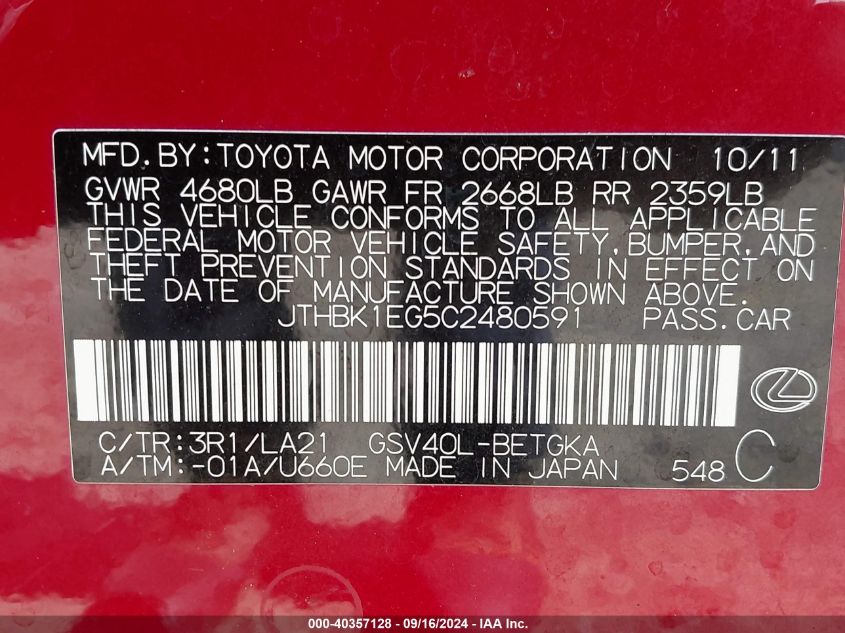 MFD.BY:TOYOTA MOTOR CORPORATION 10/11
GVWR 4680LB GAWR FR 2668LB RR 2359LB
THIS VEHICLE CONFORMS TO ALL APPLICABLE
FEDERAL MOTOR VEHICLE SAFETY,BUMPER,AND
THEFT PREVENTION STANDARDS IN EFFECT ON
THE DATE OF MANUFACTURE SHOWN ABOVE.
JTHBK1EG5C2480591 PASS.CAR
C/TR:3R1/LA21 GSV40L-BETGKA
A/TM:-01A/U660E MADE IN JAPAN 548 C
000-40357128 - 09/16/2024 - IAA Inc.